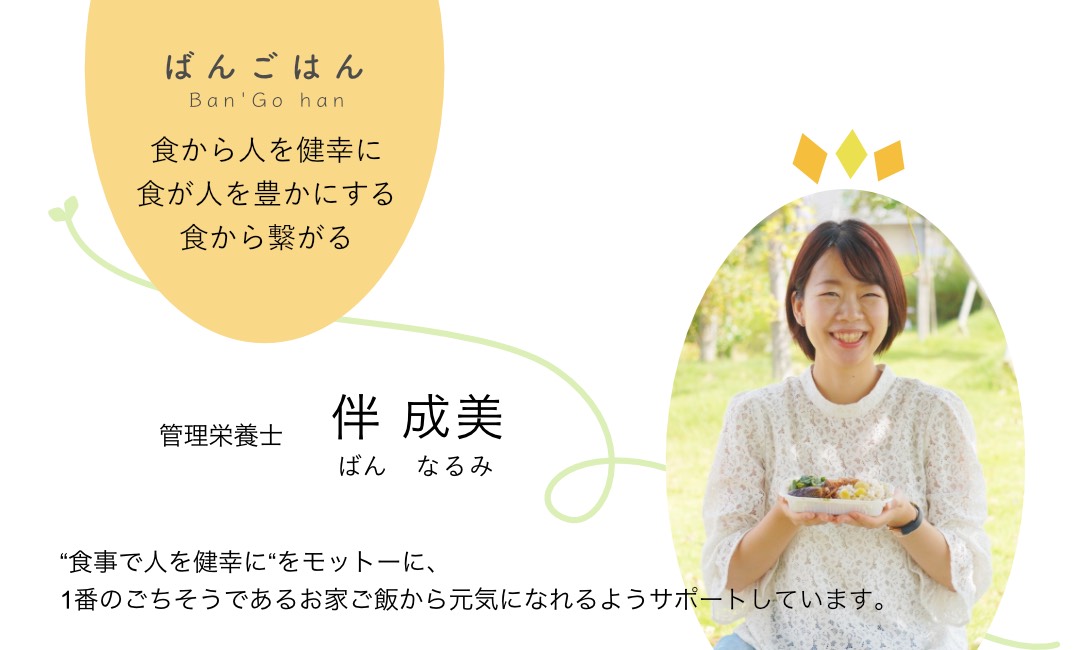 ばんごはん
Ban'Go han
食から人を健幸に
食が人を豊かにする
食から繋がる
管理栄養士
伴 成美
ばん なるみ
“食事で人を健幸に“をモットーに、
1番のごちそうであるお家ご飯から元気になれるようサポートしています。